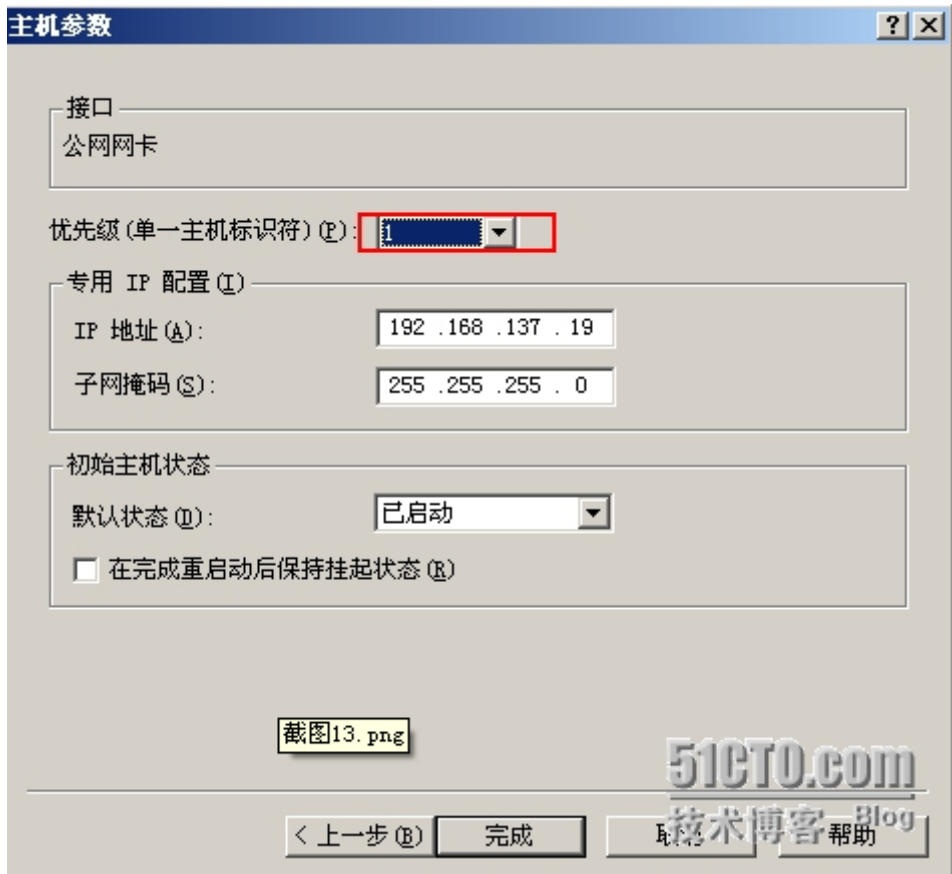 主机参数
接口
公网网卡
优先级(单一主机标识符)(P): 1
专用 IP 配置(I)
IP 地址(A): 192 .168 .137 . 19
子网掩码(S): 255 .255 .255 . 0
初始主机状态
默认状态(D): 已启动
在完成重启动后保持挂起状态(R)
截图13.png
51CTO.com
技术博客 Blog
< 上一步(B) 完成 取消 帮助